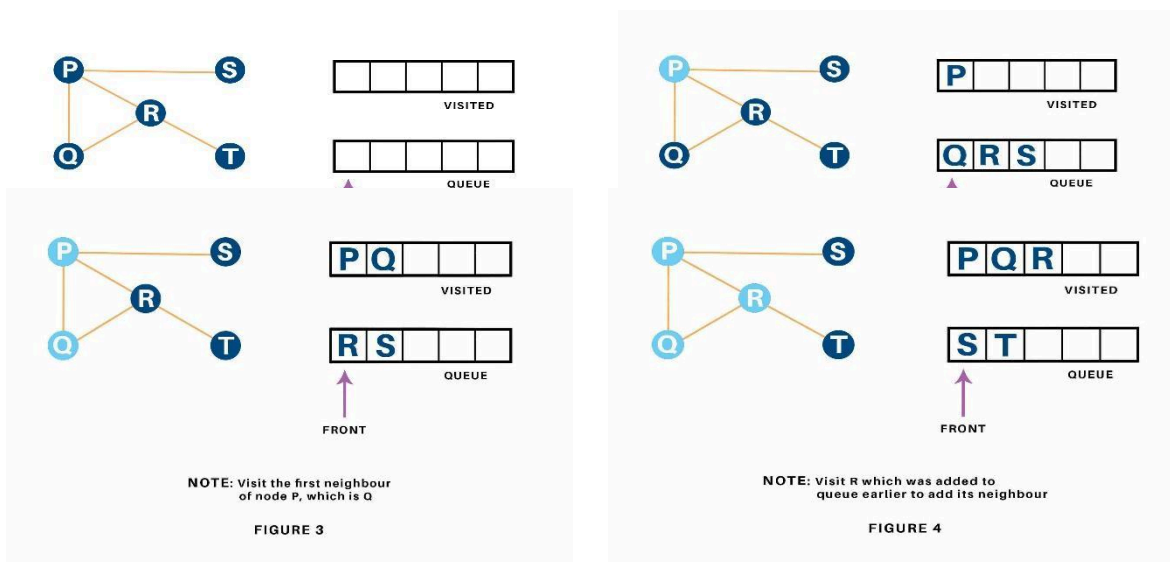 P
S
R
Q
T
VISITED
QUEUE
P
S
R
Q
T
P
VISITED
Q R S
QUEUE
P
S
R
Q
T
P Q
VISITED
R S
QUEUE
FRONT
NOTE: Visit the first neighbour
of node P, which is Q
FIGURE 3
P
S
R
Q
T
P Q R
VISITED
S T
QUEUE
FRONT
NOTE: Visit R which was added to
queue earlier to add its neighbour
FIGURE 4